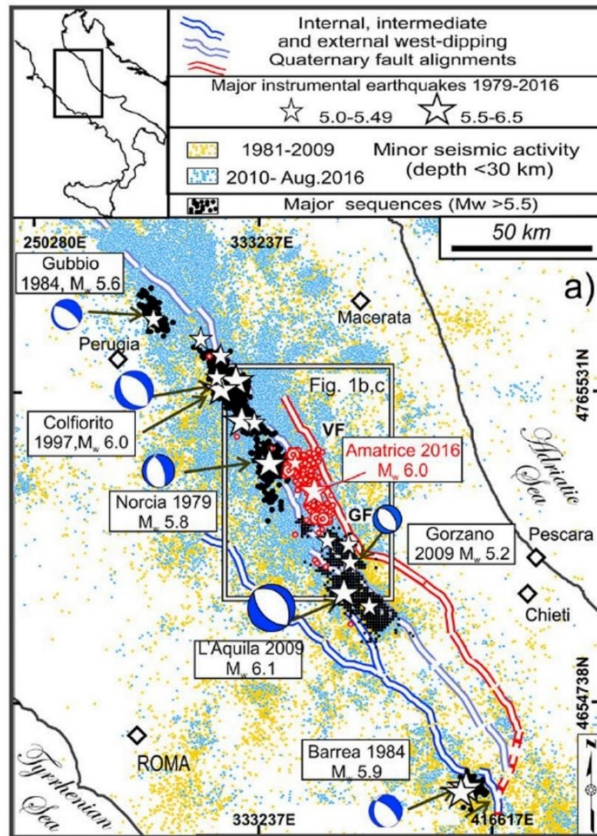 Internal, intermediate
and external west-dipping
Quaternary fault alignments
Major instrumental earthquakes 1979-2016
5.0-5.49
5.5-6.5
1981-2009
2010- Aug.2016
Minor seismic activity
(depth <30 km)
Major sequences (Mw >5.5)
250280E
333237E
50 km
a)
Gubbio
1984, Mw 5.6
Macerata
Perugia
4765531N
Fig. 1b,c
Colfiorito
1997,Mw 6.0
VF
Amatrice 2016
Mw 6.0
Adriatic
Sea
Norcia 1979
Mw 5.8
GF
Gorzano
2009 Mw 5.2
Pescara
Chieti
L'Aquila 2009
Mw 6.1
4654738N
ROMA
Barrea 1984
Mw 5.9
Tyrrhenian
Sea
333237E
416617E